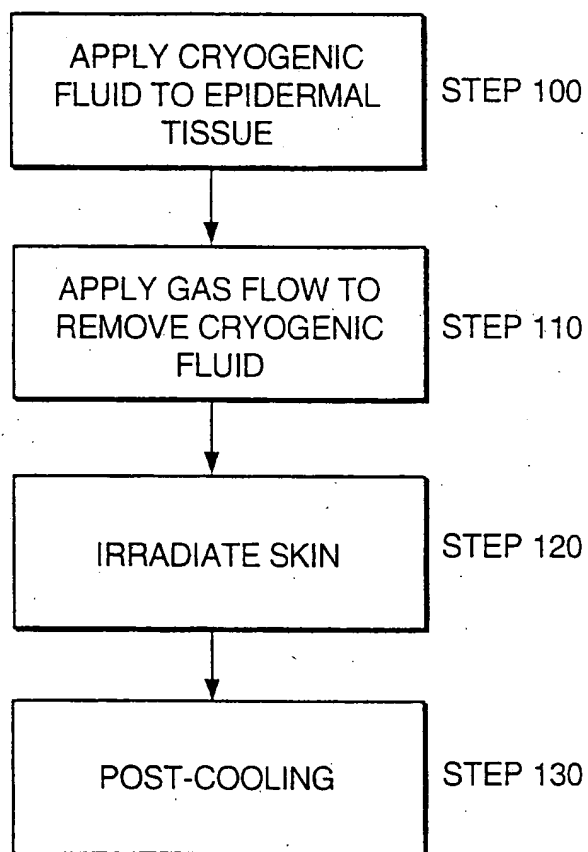 APPLY CRYOGENIC
FLUID TO EPIDERMAL
TISSUE
STEP 100
APPLY GAS FLOW TO
REMOVE CRYOGENIC
FLUID
STEP 110
IRRADIATE SKIN
STEP 120
POST-COOLING
STEP 130